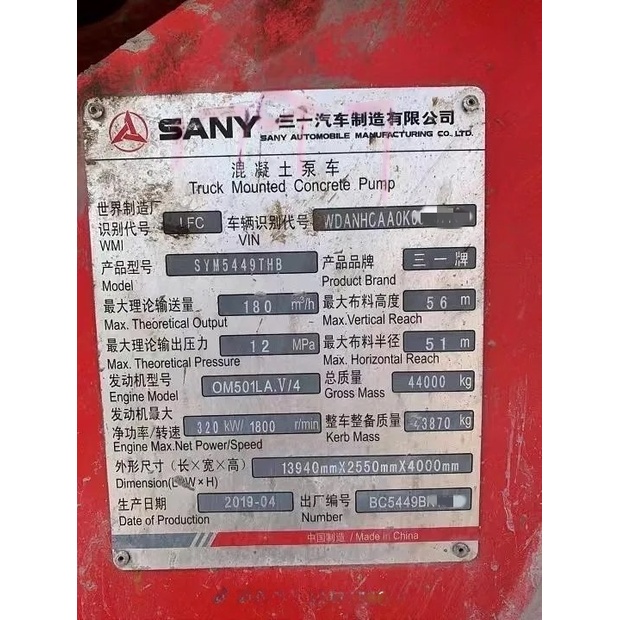 SANY 三一汽车制造有限公司
SANY AUTOMOBILE MANUFACTURING CO. LTD.
混凝土泵车
Truck Mounted Concrete Pump
世界制造厂
识别代号 LFC 车辆识别代号 WDANHCAA0K
WMI VIN
产品型号 SYM5449THB 产品品牌 三一牌
Model Product Brand
最大理论输送量 180 m³/h 最大布料高度 56 m
Max. Theoretical Output Max.Vertical Reach
最大理论输出压力 12 MPa 最大布料半径 51 m
Max. Theoretical Pressure Max. Horizontal Reach
发动机型号 OM501LA.V/4 总质量 44000 kg
Engine Model Gross Mass
发动机最大
净功率/转速 320 kW/ 1800 r/min 整车整备质量 43870 kg
Engine Max.Net Power/Speed Kerb Mass
外形尺寸(长×宽×高) 13940mmX2550mmX4000mm
Dimension(L×W×H)
生产日期 2019-04 出厂编号 BC5449B
Date of Production Number
中国制造 / Made in China